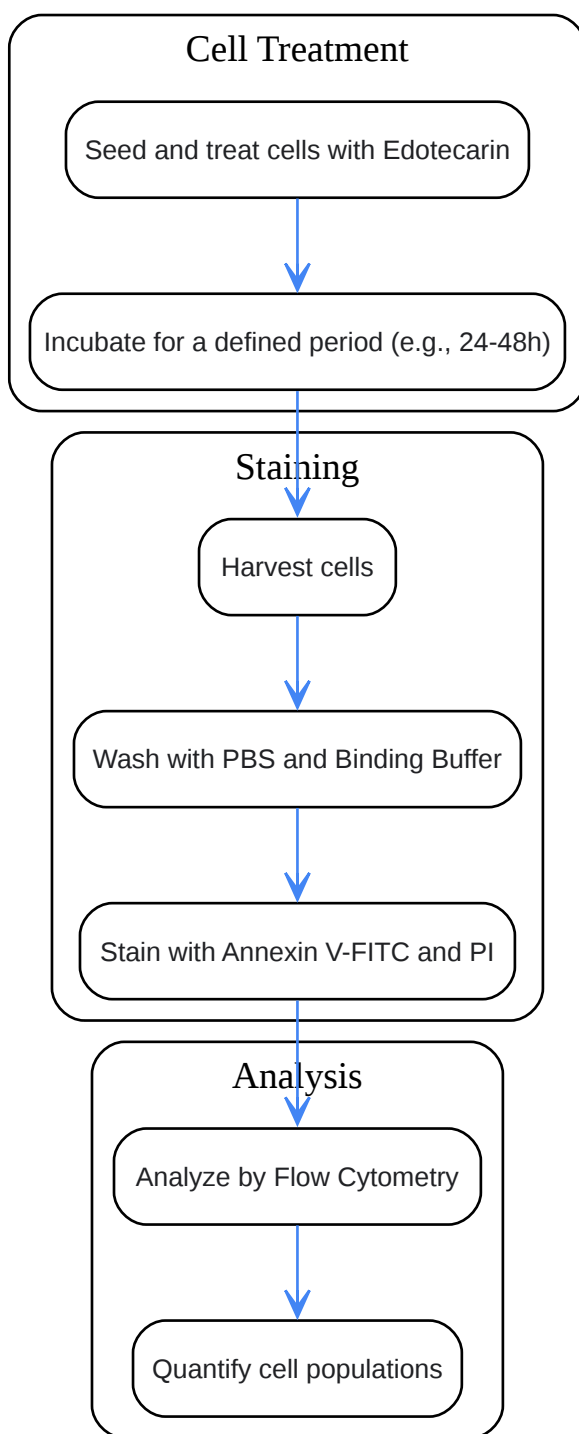 Cell Treatment
Seed and treat cells with Edotecarin
Incubate for a defined period (e.g., 24-48h)
Staining
Harvest cells
Wash with PBS and Binding Buffer
Stain with Annexin V-FITC and PI
Analysis
Analyze by Flow Cytometry
Quantify cell populations